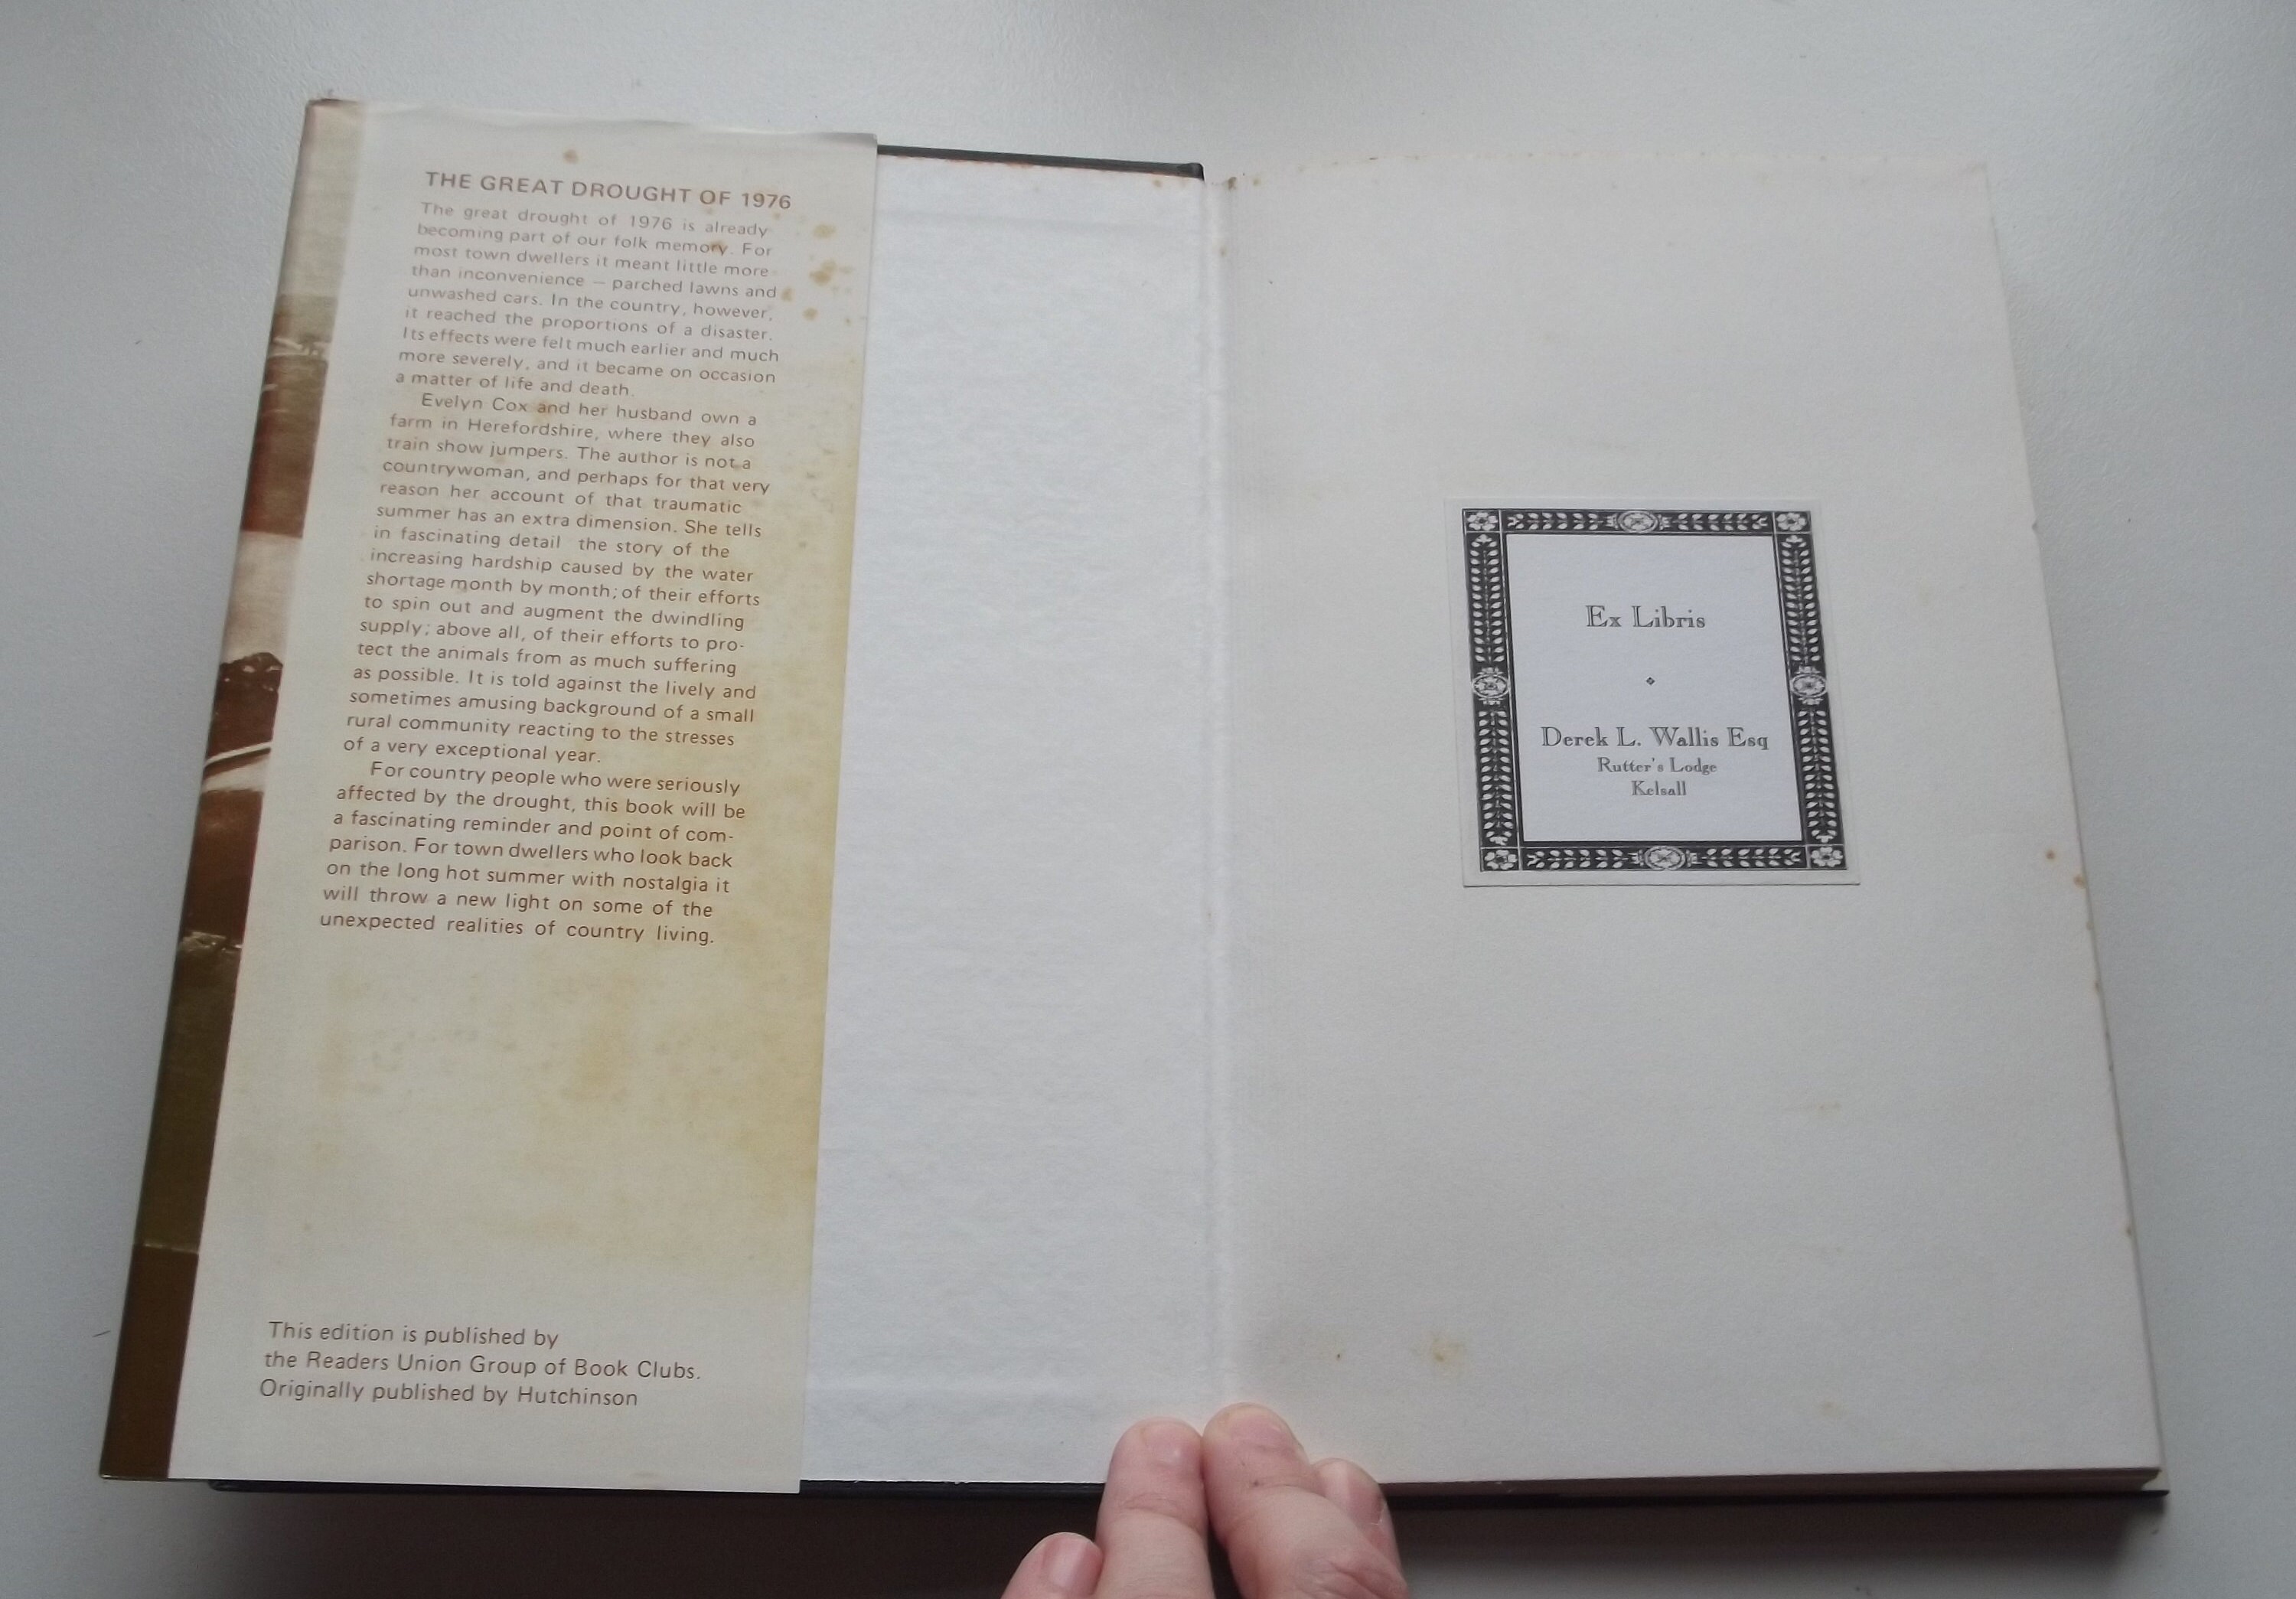 THE GREAT DROUGHT OF 1976
The great drought of 1976 is already
becoming part of our folk memory. For
most town dwellers it meant little more
than inconvenience – parched lawns and
unwashed cars. In the country, however,
it reached the proportions of a disaster.
Its effects were felt much earlier and much
more severely, and it became on occasion
a matter of life and death.
Evelyn Cox and her husband own a
farm in Herefordshire, where they also
train show jumpers. The author is not a
countrywoman, and perhaps for that very
reason her account of that traumatic
summer has an extra dimension. She tells
in fascinating detail the story of the
increasing hardship caused by the water
shortage month by month; of their efforts
to spin out and augment the dwindling
supply; above all, of their efforts to pro-
tect the animals from as much suffering
as possible. It is told against the lively and
sometimes amusing background of a small
rural community reacting to the stresses
of a very exceptional year.
For country people who were seriously
affected by the drought, this book will be
a fascinating reminder and point of com-
parison. For town dwellers who look back
on the long hot summer with nostalgia it
will throw a new light on some of the
unexpected realities of country living.
This edition is published by
the Readers Union Group of Book Clubs.
Originally published by Hutchinson
Ex Libris
Derek L. Wallis Esq
Rutter's Lodge
Kelsall